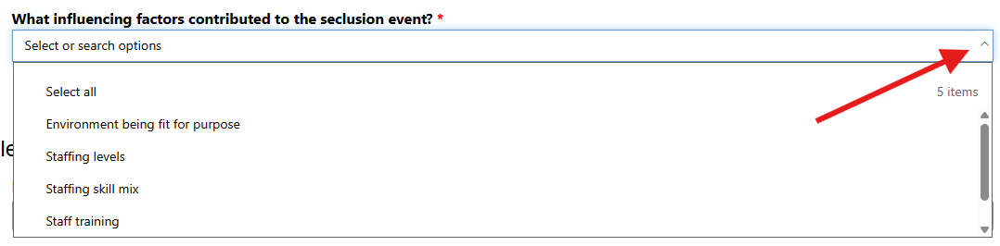 What influencing factors contributed to the seclusion event? *
Select or search options
Select all
5 items
Environment being fit for purpose
Staffing levels
le
Staffing skill mix
Staff training